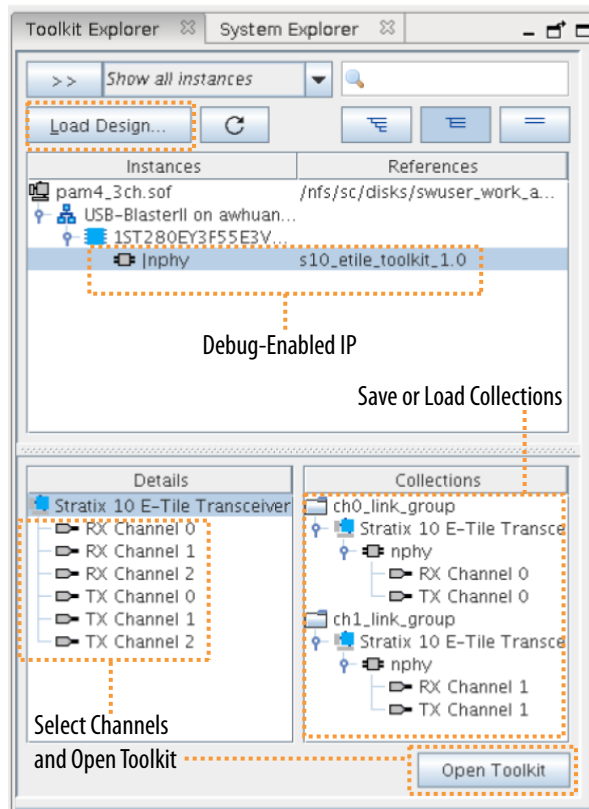 Toolkit Explorer System Explorer
>> Show all instances
Load Design...
Instances References
pam4_3ch.sof /nfs/sc/disks/swuser_work_a...
USB-BlasterII on awhuan...
1ST280EY3F55E3V...
|nphy s10_etile_toolkit_1.0
Debug-Enabled IP
Save or Load Collections
Details
Stratix 10 E-Tile Transceiver
RX Channel 0
RX Channel 1
RX Channel 2
TX Channel 0
TX Channel 1
TX Channel 2
Collections
ch0_link_group
Stratix 10 E-Tile Transce
nphy
RX Channel 0
TX Channel 0
ch1_link_group
Stratix 10 E-Tile Transce
nphy
RX Channel 1
TX Channel 1
Select Channels
and Open Toolkit
Open Toolkit